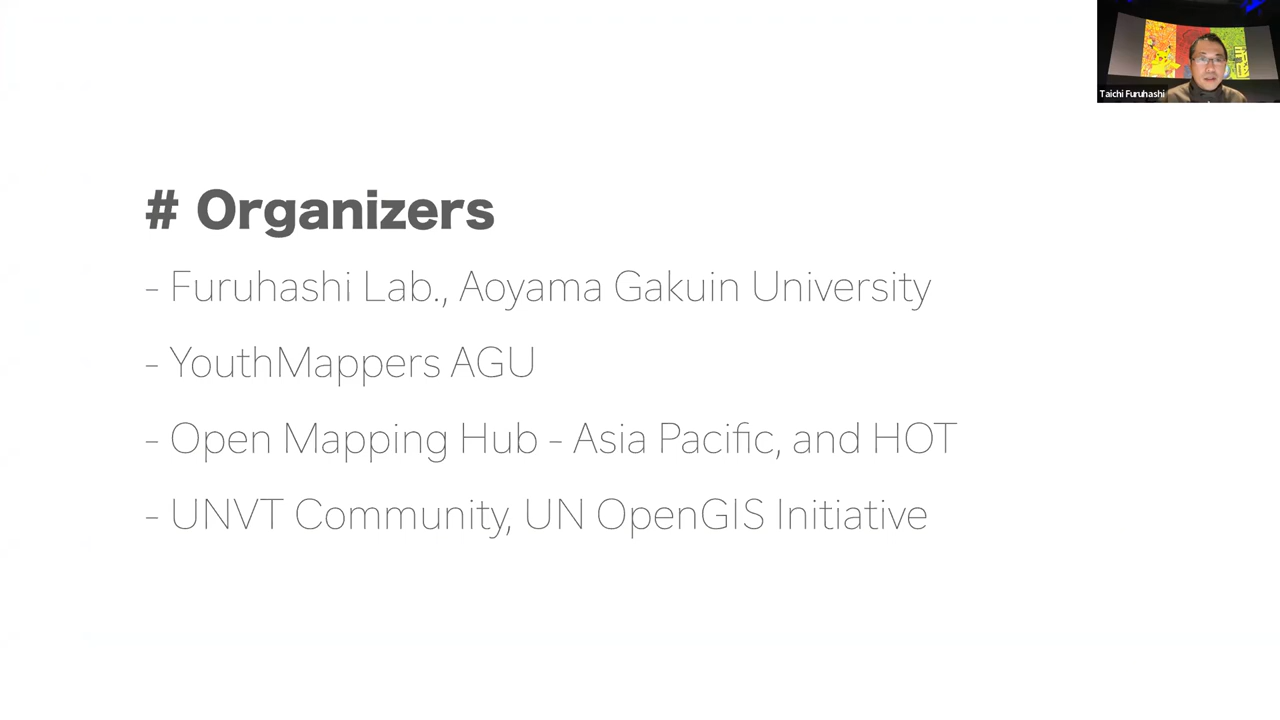 Taichi Furuhashi
# Organizers
- Furuhashi Lab., Aoyama Gakuin University
- YouthMappers AGU
- Open Mapping Hub - Asia Pacific, and HOT
- UNVT Community, UN OpenGIS Initiative